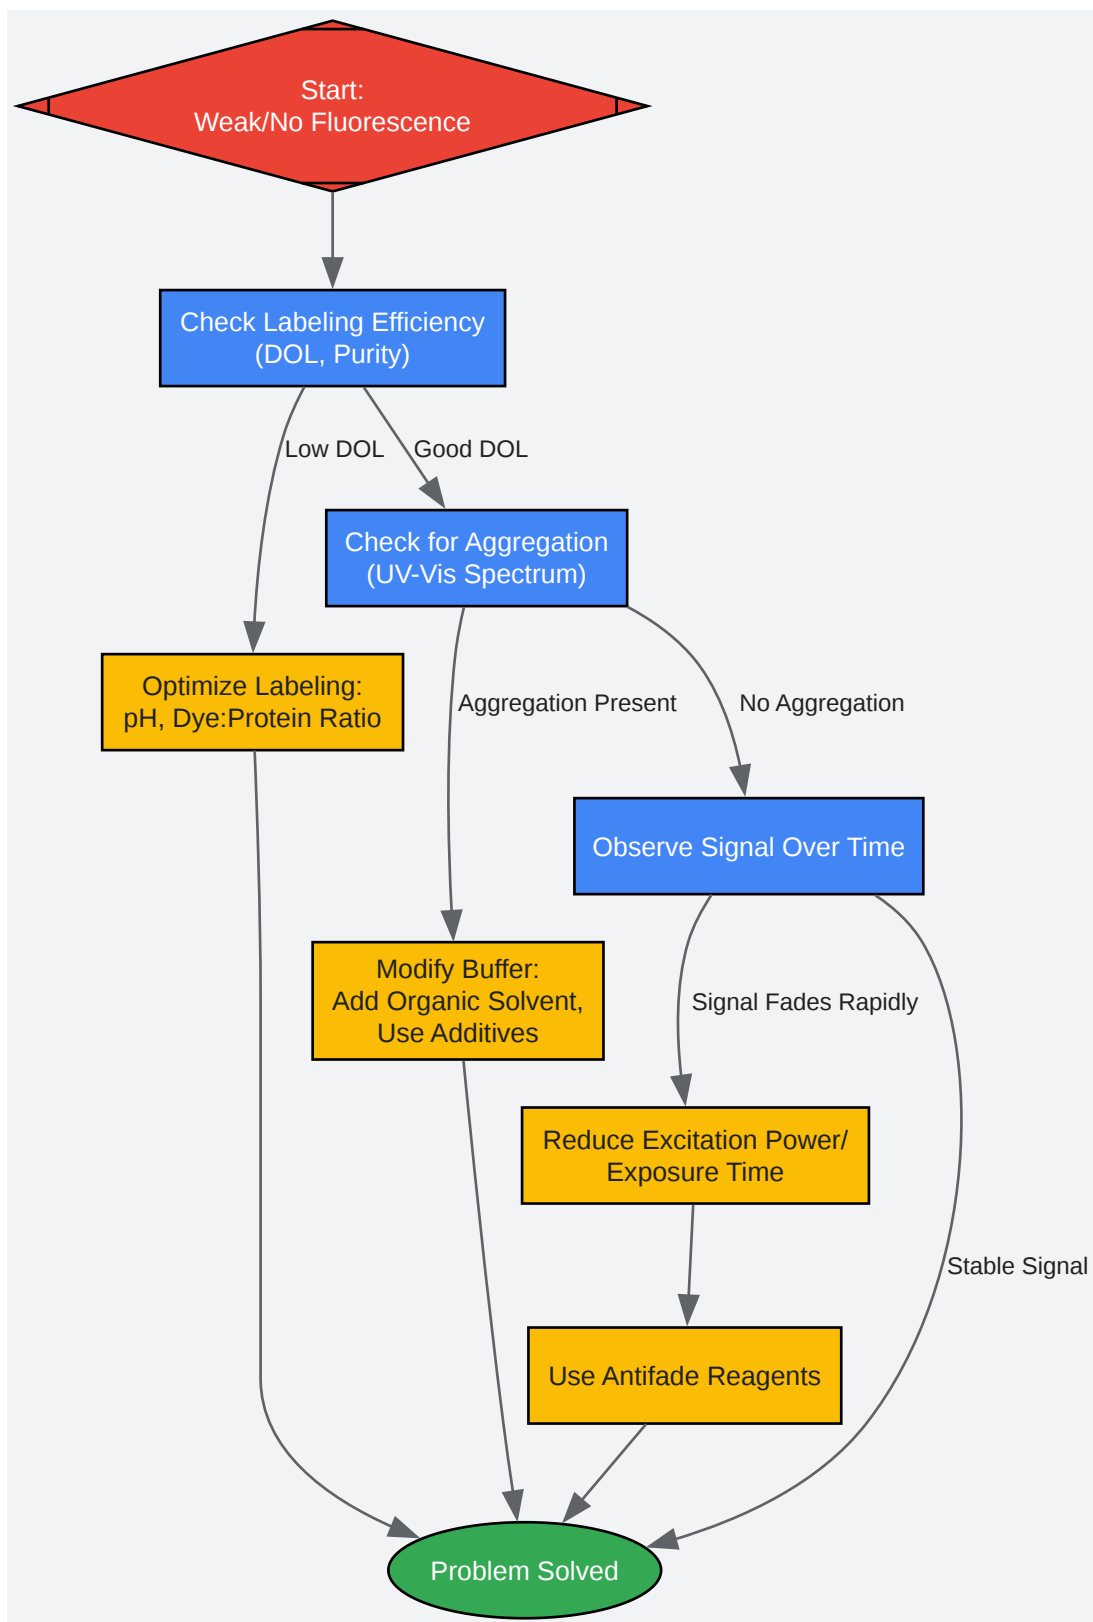 Start:
Weak/No Fluorescence
Check Labeling Efficiency
(DOL, Purity)
Low DOL
Good DOL
Check for Aggregation
(UV-Vis Spectrum)
Optimize Labeling:
pH, Dye:Protein Ratio
Aggregation Present
No Aggregation
Observe Signal Over Time
Modify Buffer:
Add Organic Solvent,
Use Additives
Signal Fades Rapidly
Reduce Excitation Power/
Exposure Time
Stable Signal
Use Antifade Reagents
Problem Solved